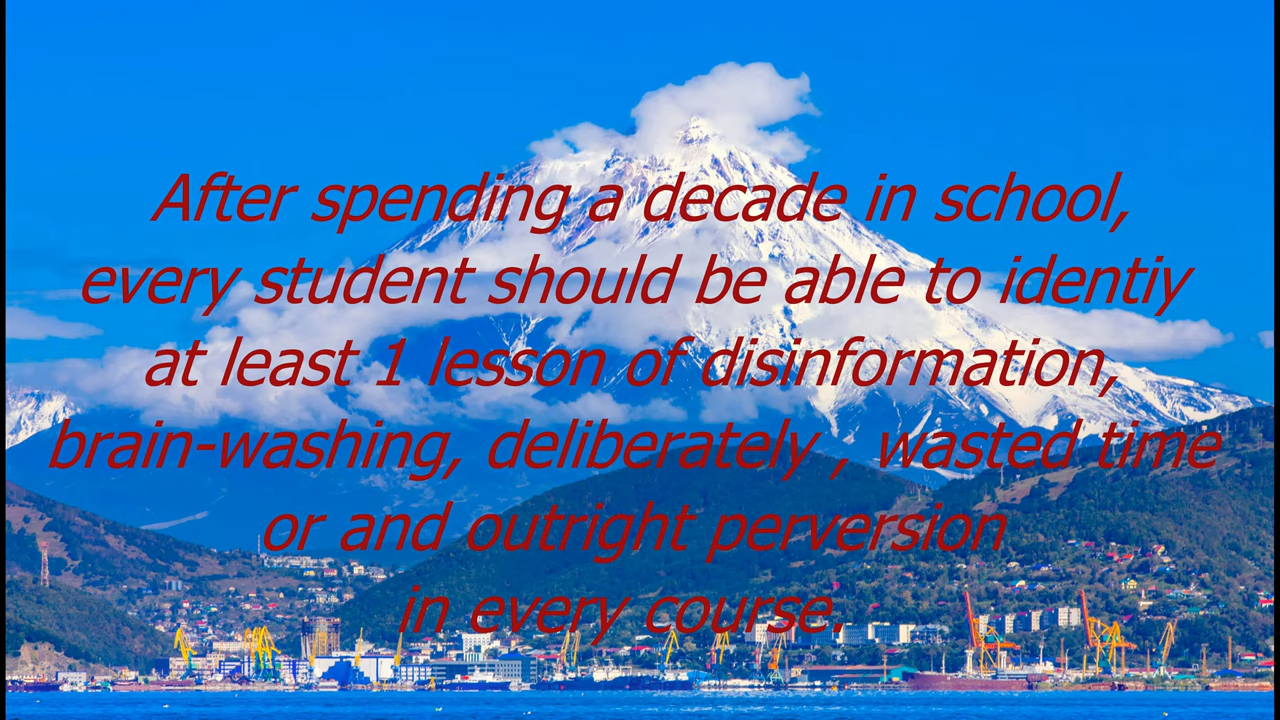 After spending a decade in school,
every student should be able to identiy
at least 1 lesson of disinformation,
brain-washing, deliberately , wasted time
or and outright perversion
in every course.